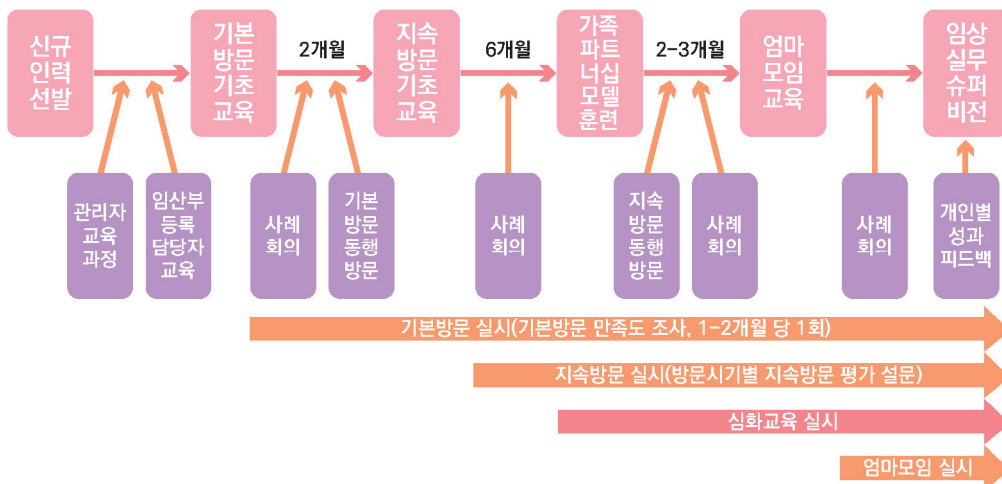 신규
인력
선발
기본
방문
기초
교육
2개월
지속
방문
기초
교육
6개월
가족
파트
너십
모델
훈련
2-3개월
엄마
모임
교육
임상
실무
슈퍼
비전
관리자
교육
과정
임산부
등록
담당자
교육
사례
회의
기본
방문
동행
방문
사례
회의
지속
방문
동행
방문
사례
회의
사례
회의
개인별
성과
피드백
기본방문 실시(기본방문 만족도 조사, 1-2개월 당 1회)
지속방문 실시(방문시기별 지속방문 평가 설문)
심화교육 실시
엄마모임 실시